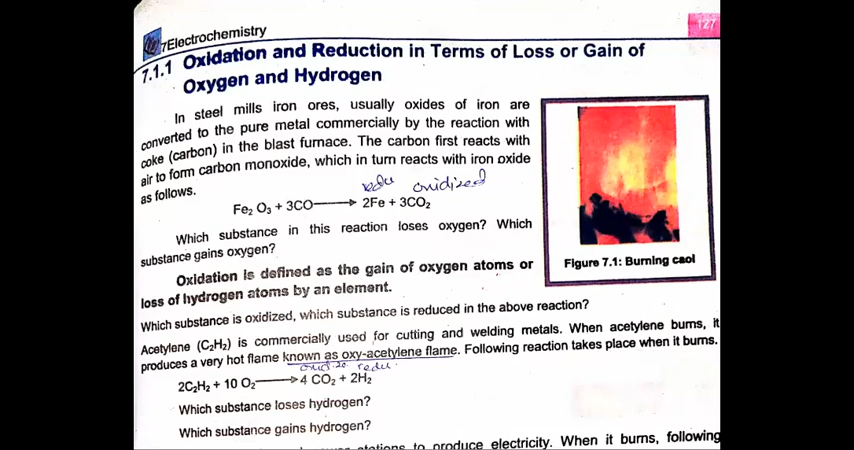 127
7Electrochemistry
7.1.1 Oxidation and Reduction in Terms of Loss or Gain of
Oxygen and Hydrogen
In steel mills iron ores, usually oxides of iron are
converted to the pure metal commercially by the reaction with
coke (carbon) in the blast furnace. The carbon first reacts with
air to form carbon monoxide, which in turn reacts with iron oxide
as follows.
redu oxidized
Fe₂ O₃ + 3CO → 2Fe + 3CO₂
Which substance in this reaction loses oxygen? Which
substance gains oxygen?
Figure 7.1: Burning caol
Oxidation is defined as the gain of oxygen atoms or
loss of hydrogen atoms by an element.
Which substance is oxidized, which substance is reduced in the above reaction?
Acetylene (C₂H₂) is commercially used for cutting and welding metals. When acetylene burns, it
produces a very hot flame known as oxy-acetylene flame. Following reaction takes place when it burns.
redu
2C₂H₂ + 10 O₂ → 4 CO₂ + 2H₂
Which substance loses hydrogen?
Which substance gains hydrogen?
stations to produce electricity. When it burns, following